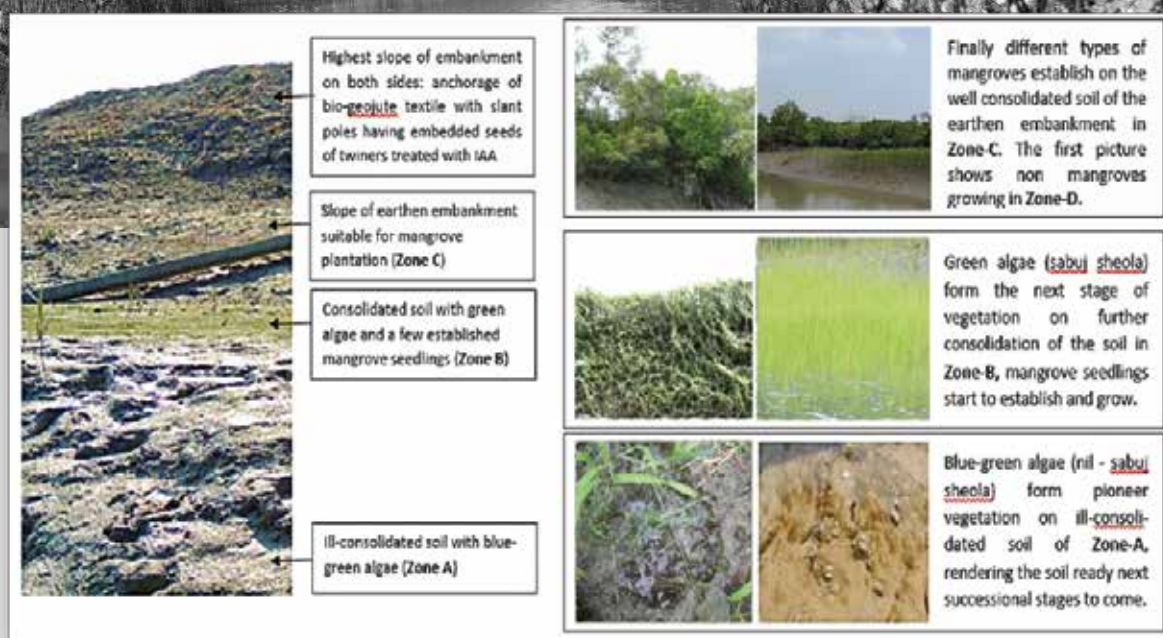 Highest slope of embankment
on both sides: anchorage of
bio-geojute textile with slant
poles having embedded seeds
of twiners treated with IAA
Slope of earthen embankment
suitable for mangrove
plantation (Zone C)
Consolidated soil with green
algae and a few established
mangrove seedlings (Zone B)
Ill-consolidated soil with blue-
green algae (Zone A)
Finally different types of
mangroves establish on the
well consolidated soil of the
earthen embankment in
Zone-C. The first picture
shows non mangroves
growing in Zone-D.
Green algae (sabuj sheola)
form the next stage of
vegetation on further
consolidation of the soil in
Zone-B, mangrove seedlings
start to establish and grow.
Blue-green algae (nil - sabuj
sheola) form pioneer
vegetation on ill-consoli-
dated soil of Zone-A,
rendering the soil ready next
successional stages to come.